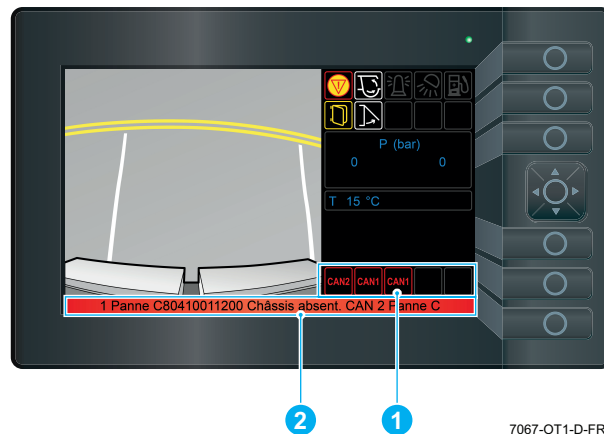 P (bar)
0 0
T 15 °C
CAN2 CAN1 CAN1
1 Panne C80410011200 Châssis absent. CAN 2 Panne C
2 1
7067-OT1-D-FR